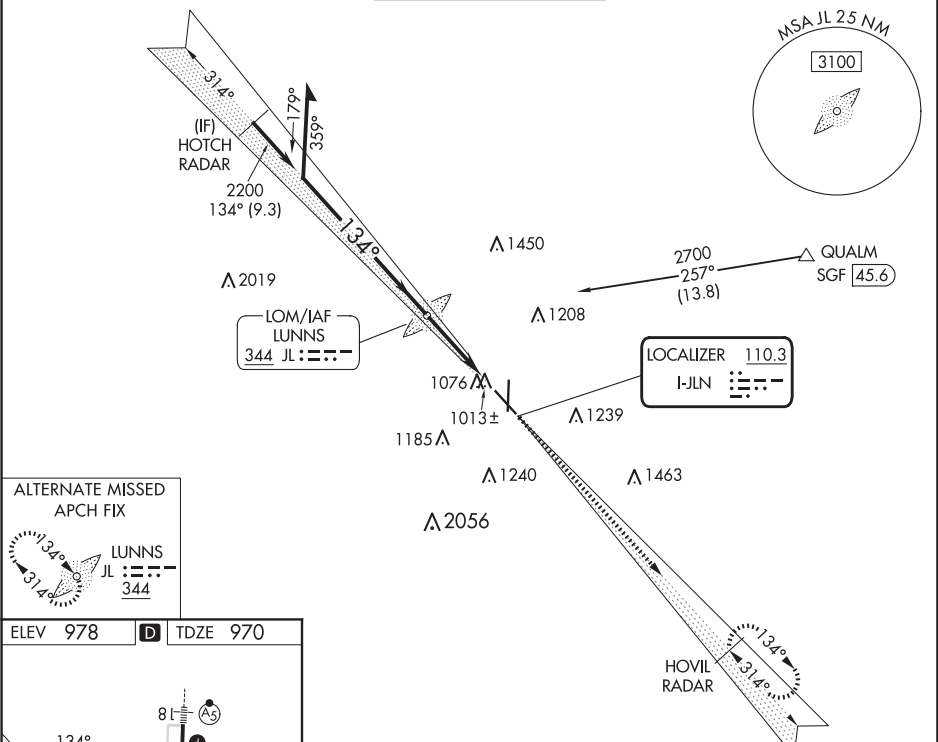 MSA JL 25 NM
3100
314°
(IF)
HOTCH
RADAR
179°
359°
2200
134° (9.3)
134°
1450
2700
257°
(13.8)
QUALM
SGF 45.6
2019
1208
LOM/IAF
LUNNS
344 JL
LOCALIZER 110.3
I-JLN
1076
1013±
1239
1185
1240
1463
2056
ALTERNATE MISSED
APCH FIX
134°
314°
LUNNS
JL
344
HOVIL
RADAR
134°
314°
ELEV 978 D TDZE 970
18
A5
134°